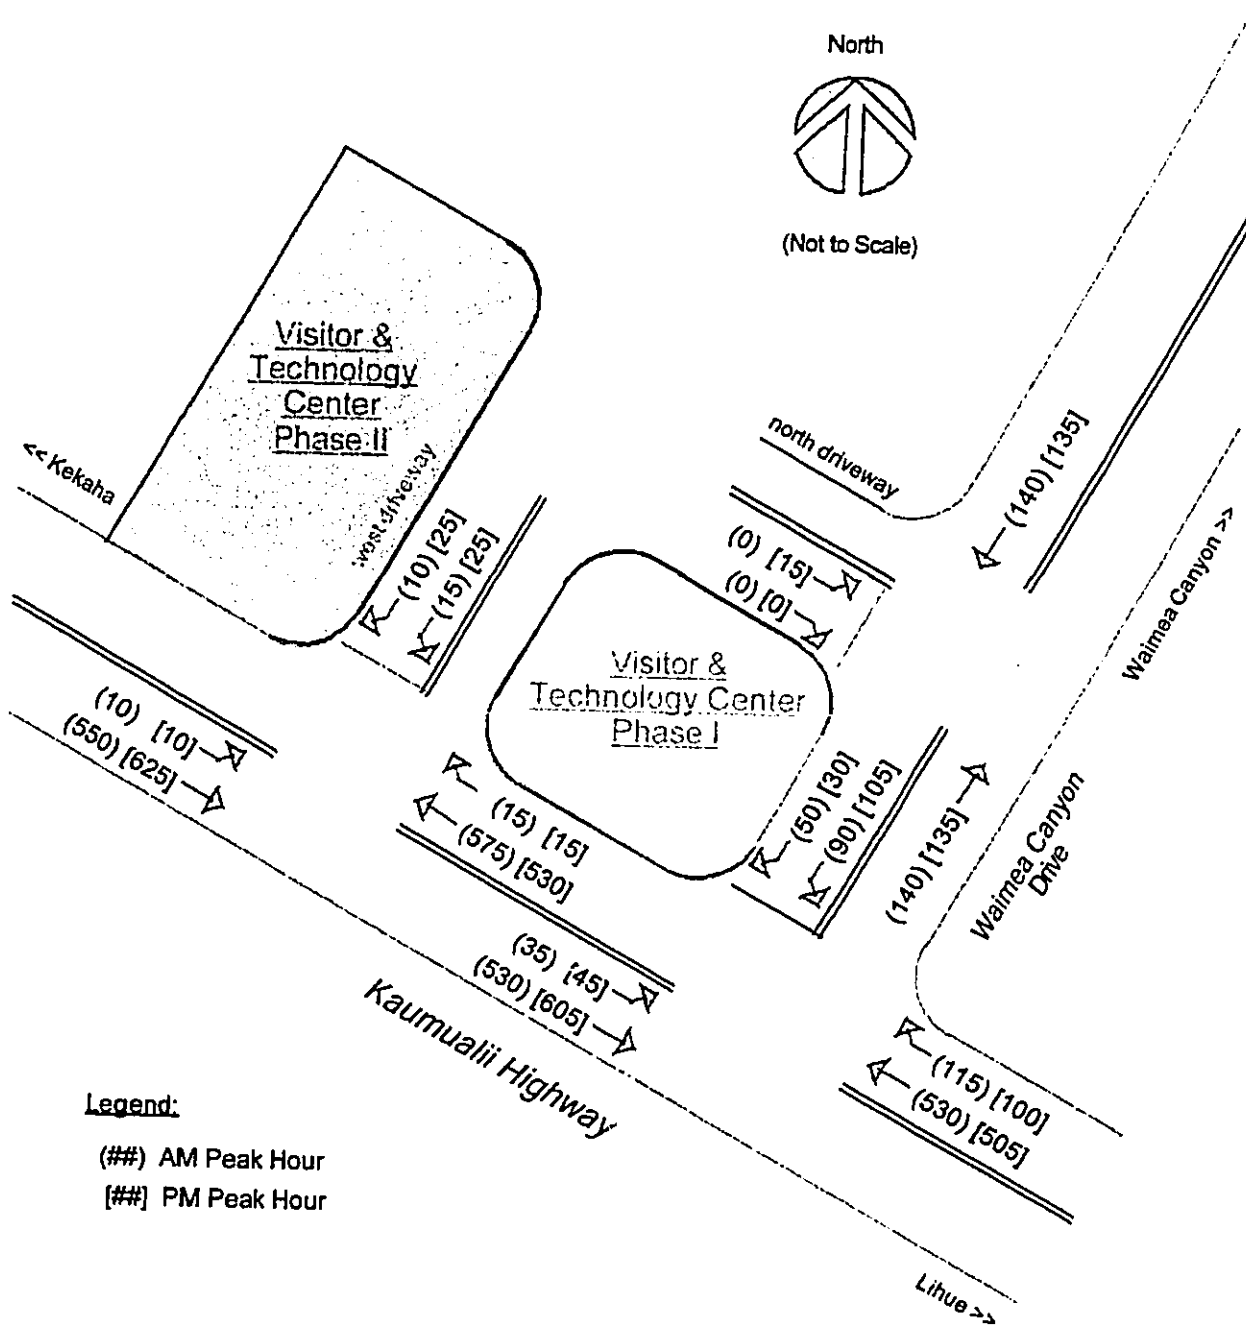 North
(Not to Scale)
Visitor &
Technology
Center
Phase II
<< Kekaha
west driveway
north driveway
(140) [135]
Waimea Canyon >>
(10) [25]
(15) [25]
(0) [15]
(0) [0]
Visitor &
Technology Center
Phase I
(10) [10]
(550) [625]
(15) [15]
(575) [530]
(50) [30]
(90) [105]
(140) [135]
Waimea Canyon
Drive
(35) [45]
(530) [605]
Kaumualii Highway
(115) [100]
(530) [505]
Legend:
(##) AM Peak Hour
[##] PM Peak Hour
Lihue >>